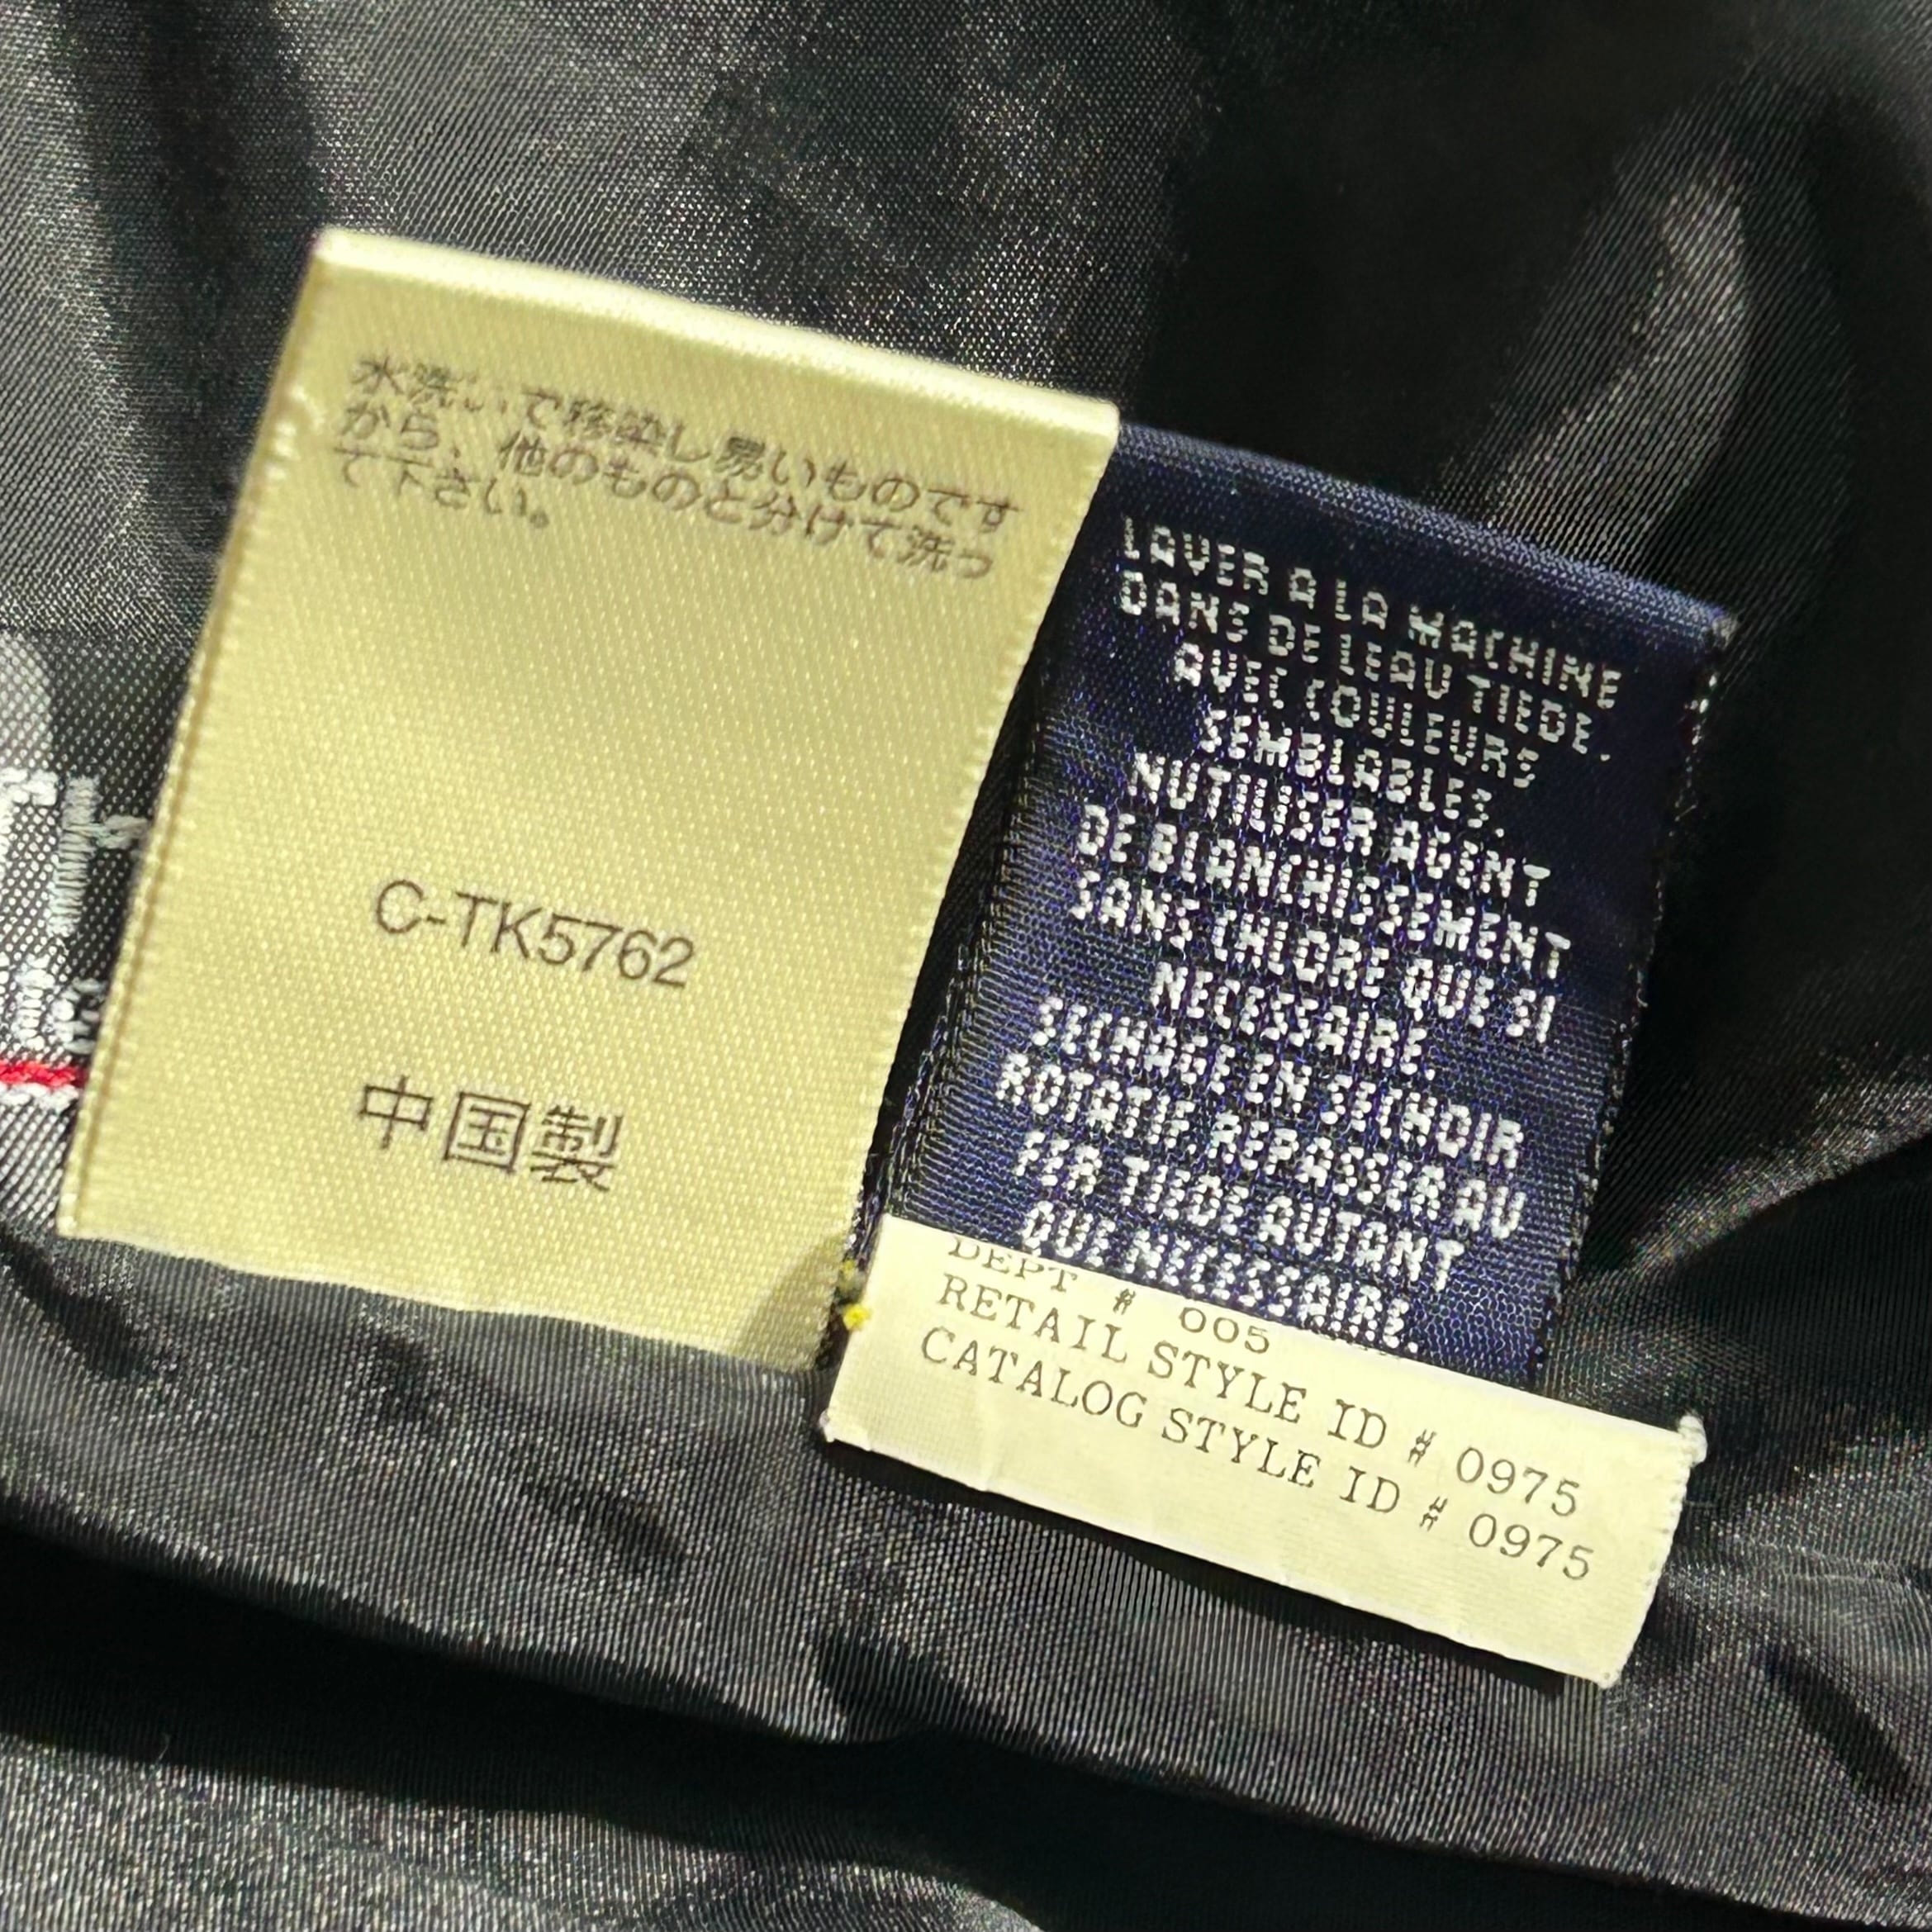 水洗いで移染し易いものです
から、他のものと分けて洗っ
て下さい。
C-TK5762
中国製
LAVER A LA MACHINE
DANS DE LEAU TIEDE.
AVEC COULEURS
SEMBLABLES.
NUTILISER AGENT
DE BLANCHISSEMENT
SANS CHLORE QUE SI
NECESSAIRE.
SECHAGE EN SECHOIR
ROTATIF REPASSER AU
FER TIEDE AUTANT
QUE NECESSAIRE.
DEPT # 005
RETAIL STYLE ID # 0975
CATALOG STYLE ID # 0975